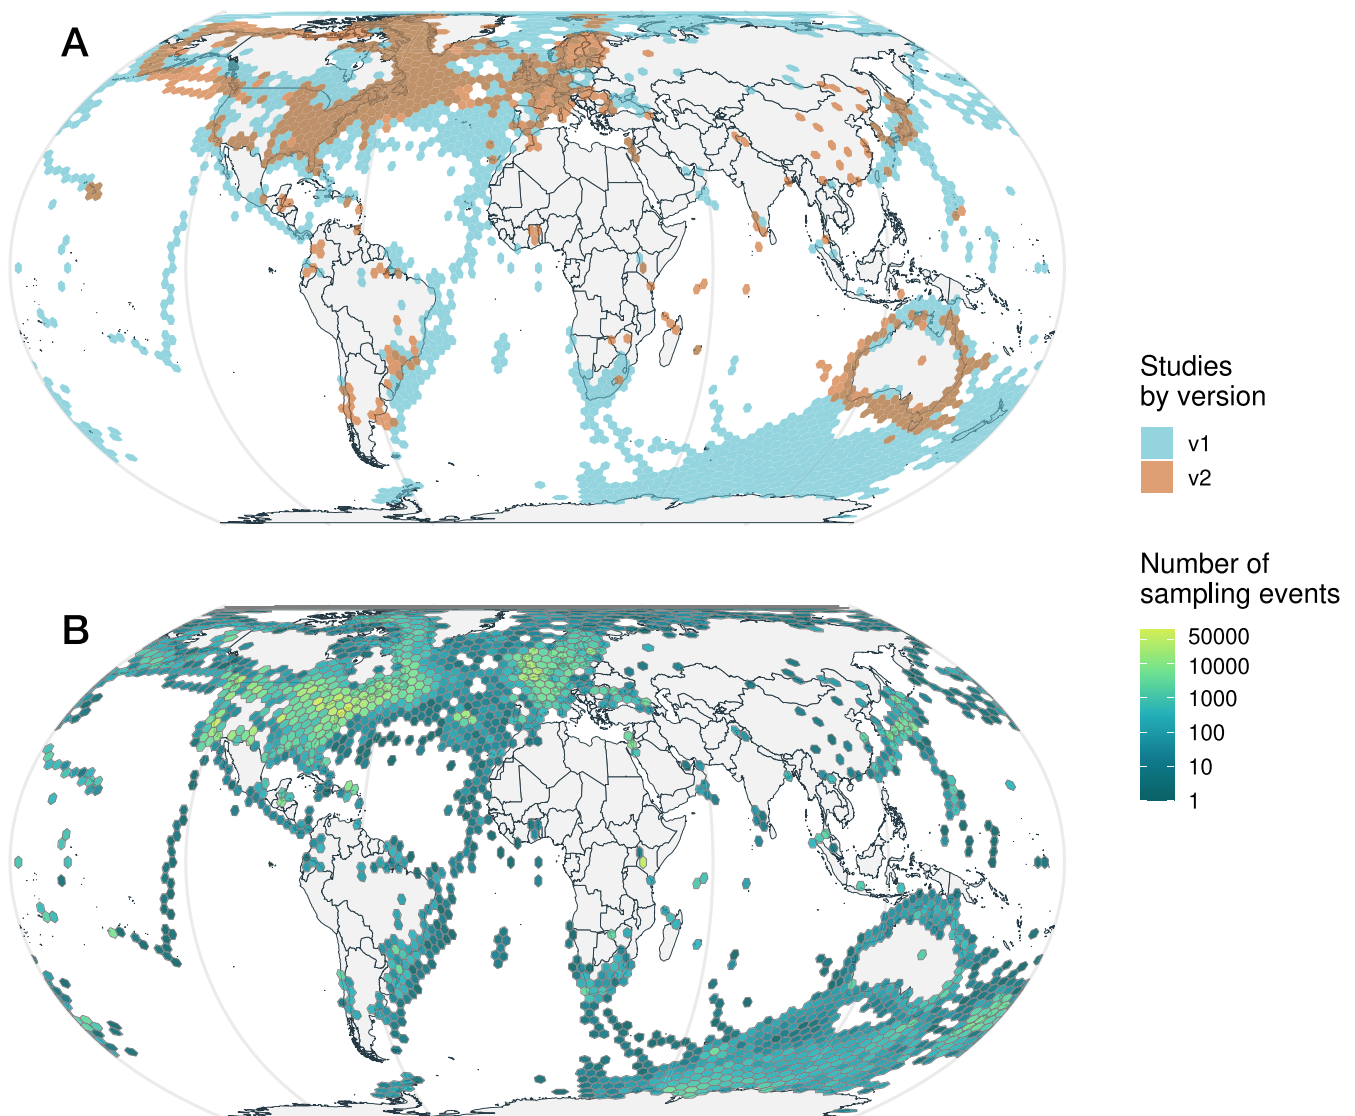 A
Studies
by version
v1
v2
B
Number of
sampling events
50000
10000
1000
100
10
1